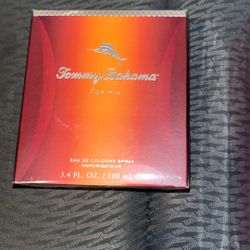 Tommy Bahama
FOR HIM
EAU DE COLOGNE SPRAY
VAPORISATEUR
3.4 FL. OZ. / 100 mL